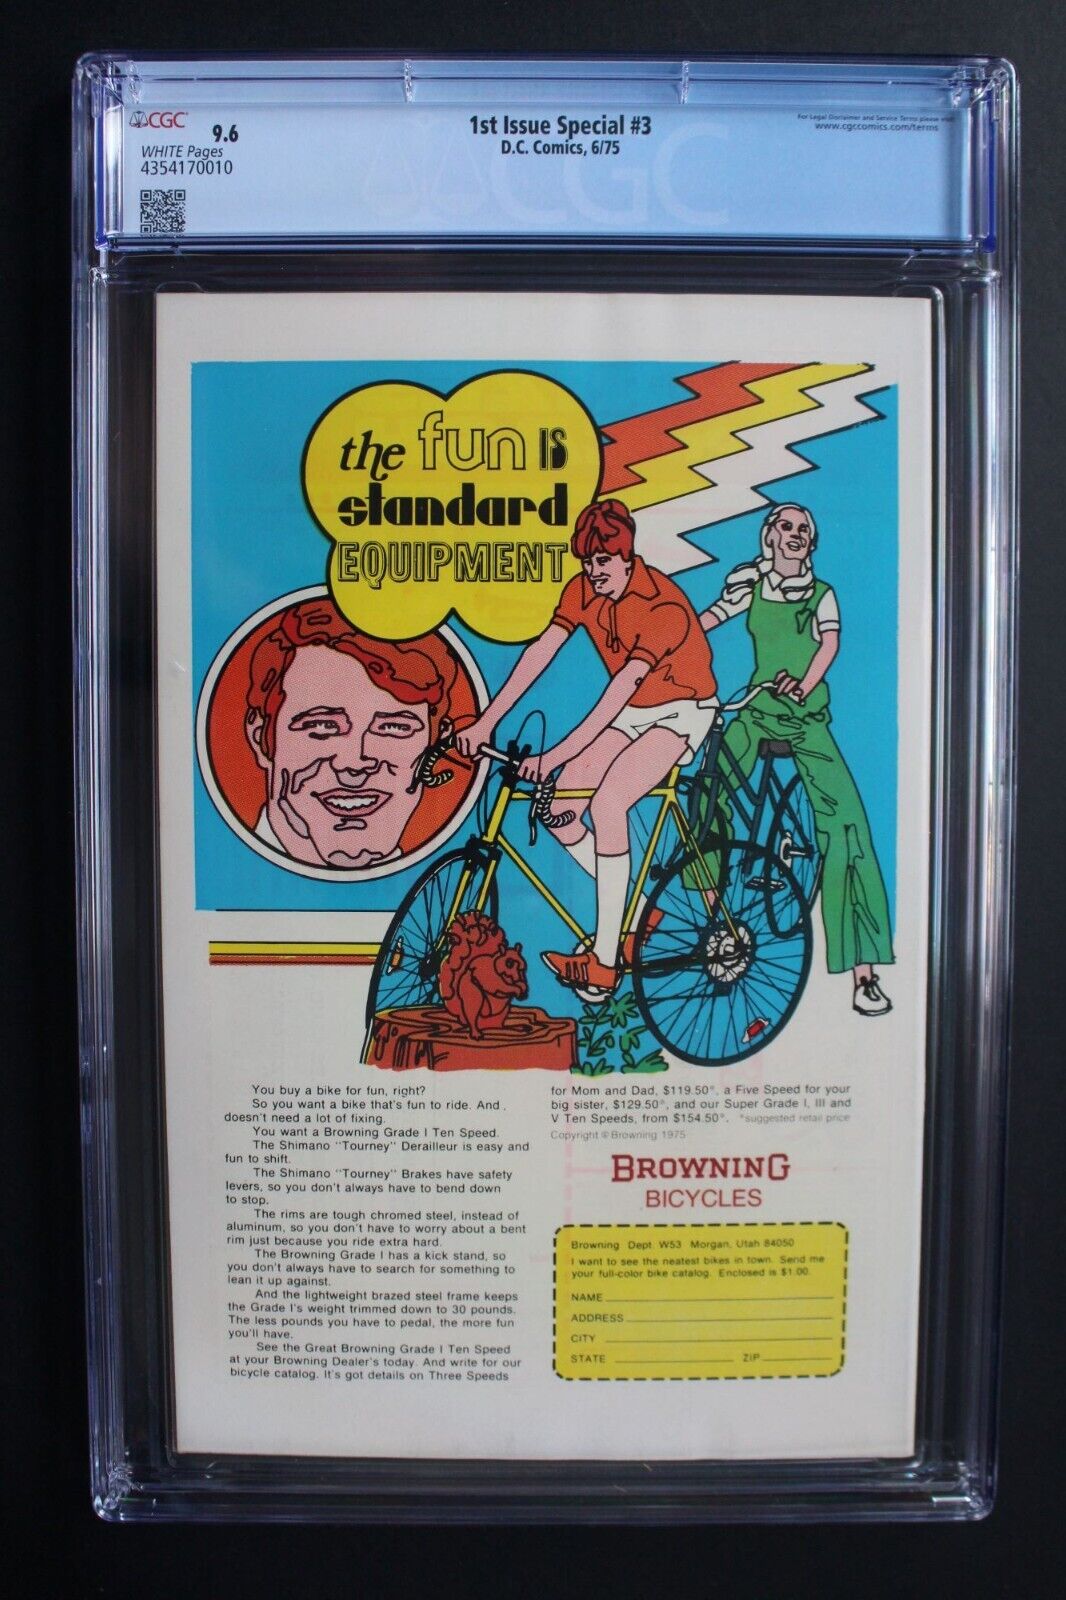 CGC
9.6
WHITE Pages
4354170010
1st Issue Special #3
D.C. Comics, 6/75
For Legal Disclaimer and Service Terms please visit
www.cgccomics.com/terms
CGC
the fun IS
standard
EQUIPMENT
You buy a bike for fun, right?
So you want a bike that's fun to ride. And
doesn't need a lot of fixing.
You want a Browning Grade I Ten Speed.
The Shimano "Tourney" Derailleur is easy and
fun to shift.
The Shimano "Tourney" Brakes have safety
levers, so you don't always have to bend down
to stop.
The rims are tough chromed steel, instead of
aluminum, so you don't have to worry about a bent
rim just because you ride extra hard.
The Browning Grade I has a kick stand, so
you don't always have to search for something to
lean it up against.
And the lightweight brazed steel frame keeps
the Grade I's weight trimmed down to 30 pounds.
The less pounds you have to pedal, the more fun
you'll have.
See the Great Browning Grade I Ten Speed
at your Browning Dealer's today. And write for our
bicycle catalog. It's got details on Three Speeds
for Mom and Dad, $119.50*, a Five Speed for your
big sister, $129.50*, and our Super Grade I, III and
V Ten Speeds, from $154.50*. *suggested retail price
Copyright © Browning 1975
BROWNING
BICYCLES
Browning Dept. W53 Morgan, Utah 84050
I want to see the neatest bikes in town. Send me
your full-color bike catalog. Enclosed is $1.00.
NAME
ADDRESS
CITY
STATE ZIP